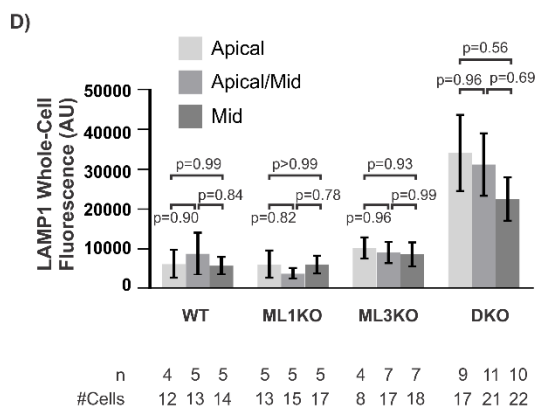 D)
LAMP1 Whole-Cell
Fluorescence (AU)
50000
40000
30000
20000
10000
0
Apical
Apical/Mid
Mid
p=0.99
p=0.90
p=0.84
p>0.99
p=0.82
p=0.78
p=0.93
p=0.96
p=0.99
p=0.56
p=0.96
p=0.69
WT ML1KO ML3KO DKO
n 4 5 5 5 5 5 4 7 7 9 11 10
#Cells 12 13 14 13 15 17 8 17 18 17 21 22